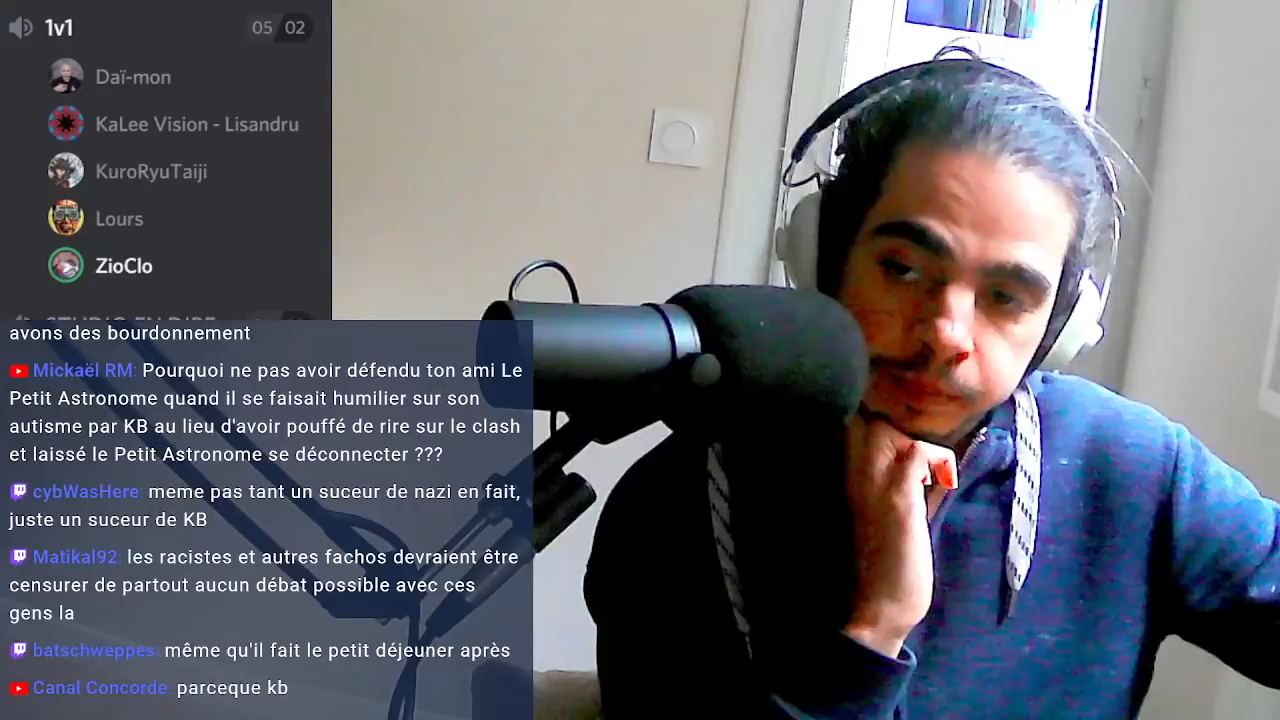 1v1
05 02
Daï-mon
KaLee Vision - Lisandru
KuroRyuTaiji
Lours
ZioClo
STUDIO EN DIRE
avons des bourdonnement
Mickaël RM: Pourquoi ne pas avoir défendu ton ami Le
Petit Astronome quand il se faisait humilier sur son
autisme par KB au lieu d'avoir pouffé de rire sur le clash
et laissé le Petit Astronome se déconnecter ???
cybWasHere: meme pas tant un suceur de nazi en fait,
juste un suceur de KB
Matikal92: les racistes et autres fachos devraient être
censurer de partout aucun débat possible avec ces
gens la
batschweppes: même qu'il fait le petit déjeuner après
Canal Concorde: parceque kb